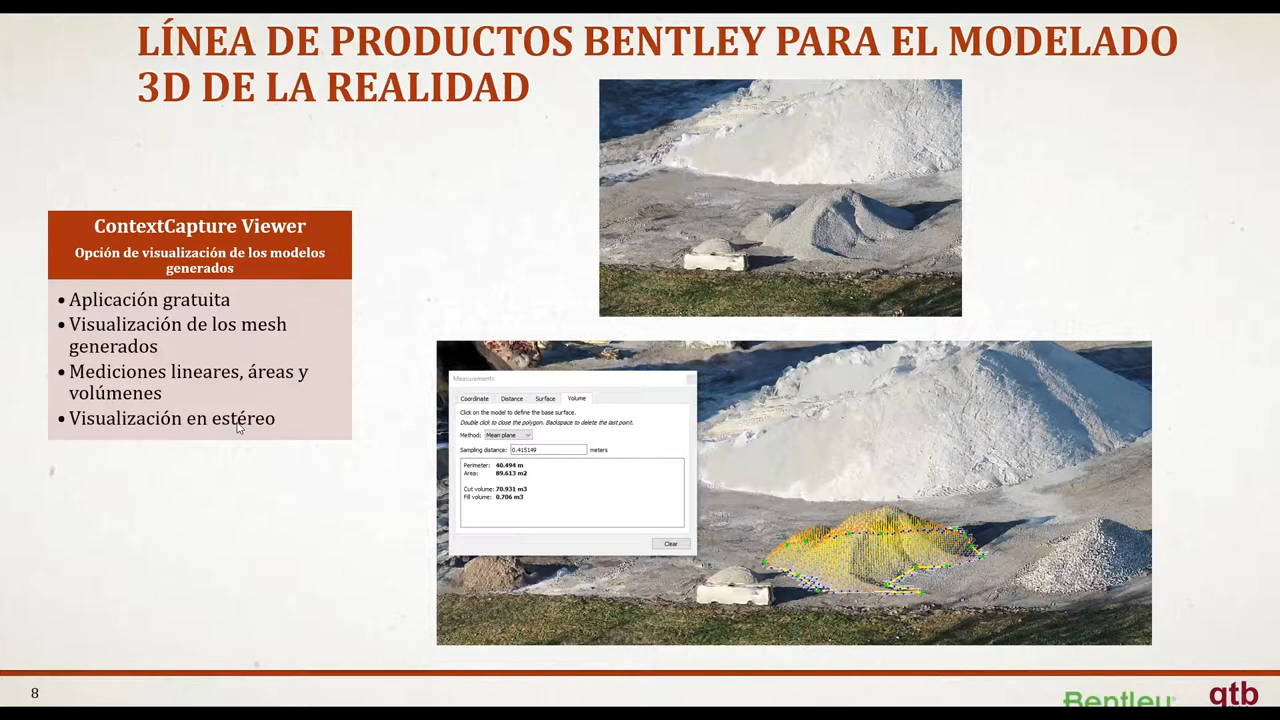 LÍNEA DE PRODUCTOS BENTLEY PARA EL MODELADO
3D DE LA REALIDAD
ContextCapture Viewer
Opción de visualización de los modelos
generados
• Aplicación gratuita
• Visualización de los mesh
generados
• Mediciones lineares, áreas y
volúmenes
• Visualización en estéreo
Measurements
Coordinate Distance Surface Volume
Click on the model to define the base surface.
Double click to close the polygon. Backspace to delete the last point.
Method: Mean plane
Sampling distance: 0.415149 meters
Perimeter: 40.494 m
Area: 89.613 m2
Cut volume: 70.931 m3
Fill volume: 0.706 m3
Clear
8
Bentley
qtb